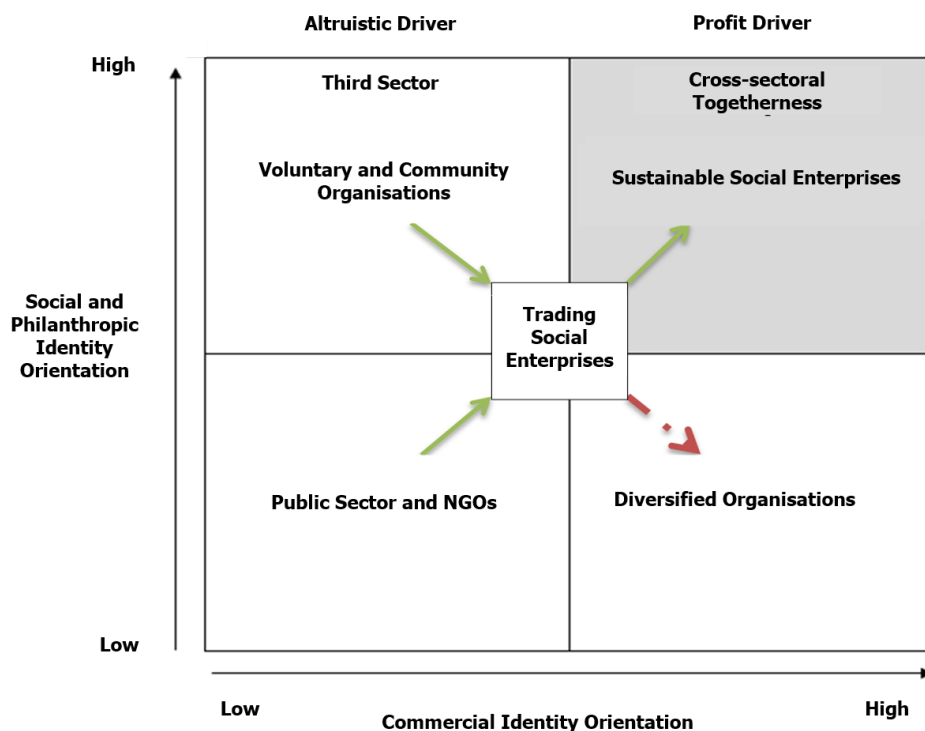 Altruistic Driver
Profit Driver
High
Third Sector
Cross-sectoral
Togetherness
Voluntary and Community
Organisations
Sustainable Social Enterprises
Social and
Philanthropic
Identity
Orientation
Trading
Social
Enterprises
Public Sector and NGOs
Diversified Organisations
Low
Low
High
Commercial Identity Orientation